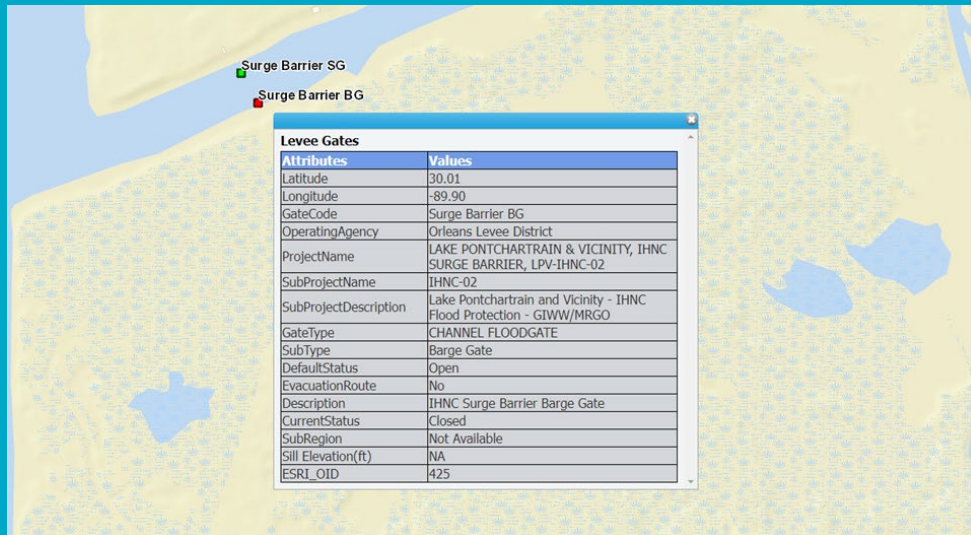 Surge Barrier SG
Surge Barrier BG
Levee Gates
Attributes Values
Latitude 30.01
Longitude -89.90
GateCode Surge Barrier BG
OperatingAgency Orleans Levee District
ProjectName LAKE PONTCHARTRAIN & VICINITY, IHNC
SURGE BARRIER, LPV-IHNC-02
SubProjectName IHNC-02
SubProjectDescription Lake Pontchartrain and Vicinity - IHNC
Flood Protection - GIWW/MRGO
GateType CHANNEL FLOODGATE
SubType Barge Gate
DefaultStatus Open
EvacuationRoute No
Description IHNC Surge Barrier Barge Gate
CurrentStatus Closed
SubRegion Not Available
Sill Elevation(ft) NA
ESRI_OID 425